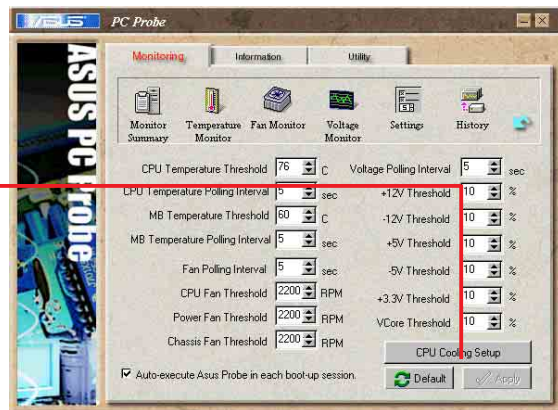 ASUS PC Probe
Monitoring Information Utility
Monitor Summary
Temperature Monitor
Fan Monitor
Voltage Monitor
Settings
History
ASUS PC Probe
CPU Temperature Threshold 76 C
Voltage Polling Interval 5 sec
CPU Temperature Polling Interval 5 sec
+12V Threshold 10 %
MB Temperature Threshold 60 C
-12V Threshold 10 %
MB Temperature Polling Interval 5 sec
+5V Threshold 10 %
Fan Polling Interval 5 sec
-5V Threshold 10 %
CPU Fan Threshold 2200 RPM
+3.3V Threshold 10 %
Power Fan Threshold 2200 RPM
VCore Threshold 10 %
Chassis Fan Threshold 2200 RPM
CPU Cooling Setup
Auto-execute Asus Probe in each boot-up session.
Default
Apply